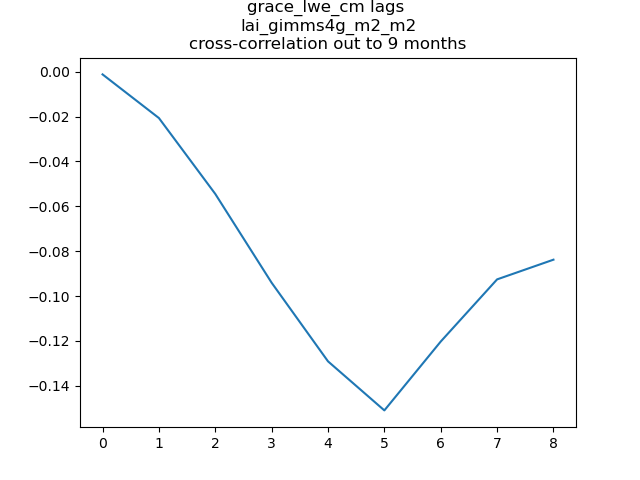 grace_lwe_cm lags
lai_gimms4g_m2_m2
cross-correlation out to 9 months
0.00
−0.02
−0.04
−0.06
−0.08
−0.10
−0.12
−0.14
0 1 2 3 4 5 6 7 8